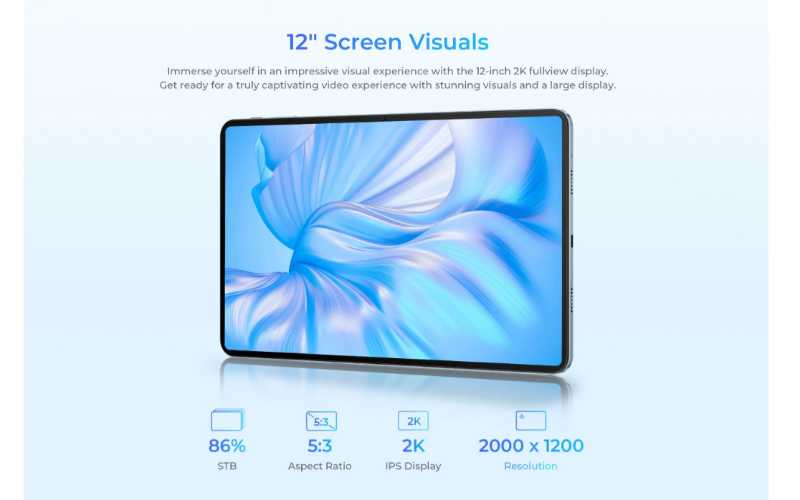 12" Screen Visuals
Immerse yourself in an impressive visual experience with the 12-inch 2K fullview display.
Get ready for a truly captivating video experience with stunning visuals and a large display.
5:3
2K
86%
5:3
2K
2000 x 1200
STB
Aspect Ratio
IPS Display
Resolution